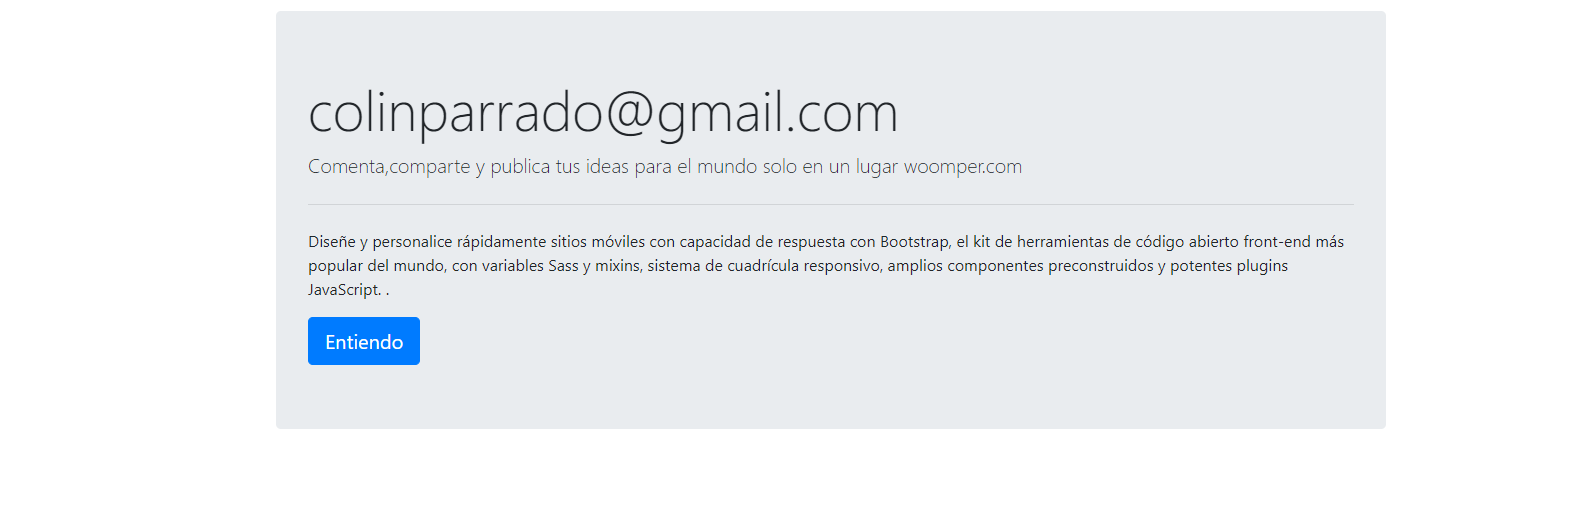 colinparrado@gmail.com
Comenta,comparte y publica tus ideas para el mundo solo en un lugar woomper.com
Diseñe y personalice rápidamente sitios móviles con capacidad de respuesta con Bootstrap, el kit de herramientas de código abierto front-end más
popular del mundo, con variables Sass y mixins, sistema de cuadrícula responsivo, amplios componentes preconstruidos y potentes plugins
JavaScript. .
Entiendo